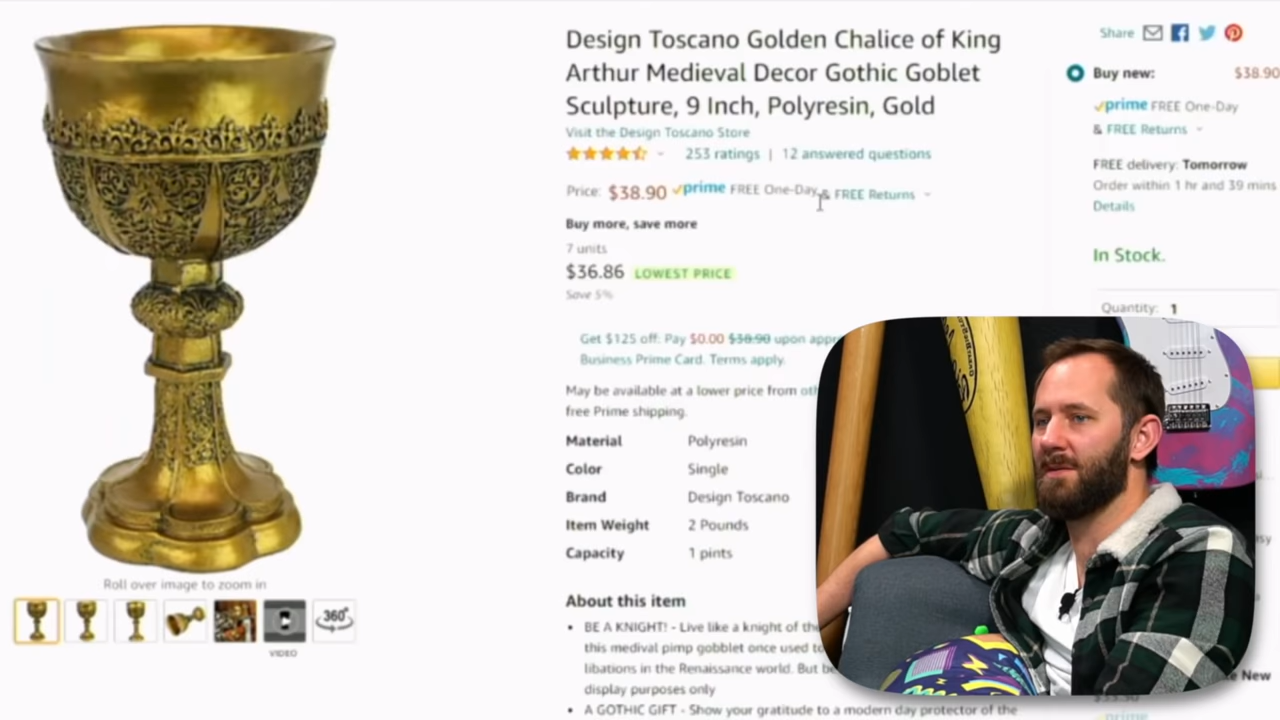 Design Toscano Golden Chalice of King
Arthur Medieval Decor Gothic Goblet
Sculpture, 9 Inch, Polyresin, Gold
Visit the Design Toscano Store
253 ratings | 12 answered questions
Price: $38.90 prime FREE One-Day & FREE Returns
Buy more, save more
7 units
$36.86 LOWEST PRICE
Save 5%
Get $125 off: Pay $0.00 $38.90 upon appr
Business Prime Card. Terms apply.
May be available at a lower price from
free Prime shipping.
Material Polyresin
Color Single
Brand Design Toscano
Item Weight 2 Pounds
Capacity 1 pints
About this item
• BE A KNIGHT! - Live like a knight of the
this medival pimp gobblet once used to
libations in the Renaissance world. But be
display purposes only
• A GOTHIC GIFT - Show your gratitude to a modern day protector of the
Roll over image to zoom in
360°
VIDEO
Share
Buy new: $38.90
prime FREE One-Day
& FREE Returns
FREE delivery: Tomorrow
Order within 1 hr and 39 mins
Details
In Stock.
Quantity: 1
New
prime